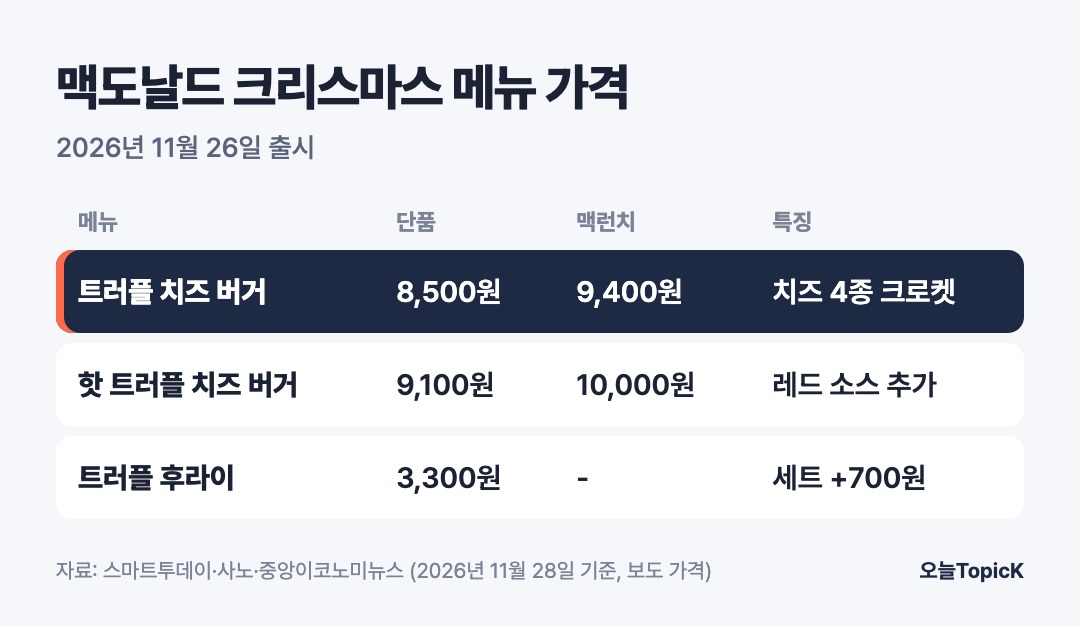 맥도날드 크리스마스 메뉴 가격
2026년 11월 26일 출시
메뉴 단품 맥런치 특징
트러플 치즈 버거 8,500원 9,400원 치즈 4종 크로켓
핫 트러플 치즈 버거 9,100원 10,000원 레드 소스 추가
트러플 후라이 3,300원 - 세트 +700원
자료: 스마트투데이·사노·중앙이코노미뉴스 (2026년 11월 28일 기준, 보도 가격) 오늘TopicK